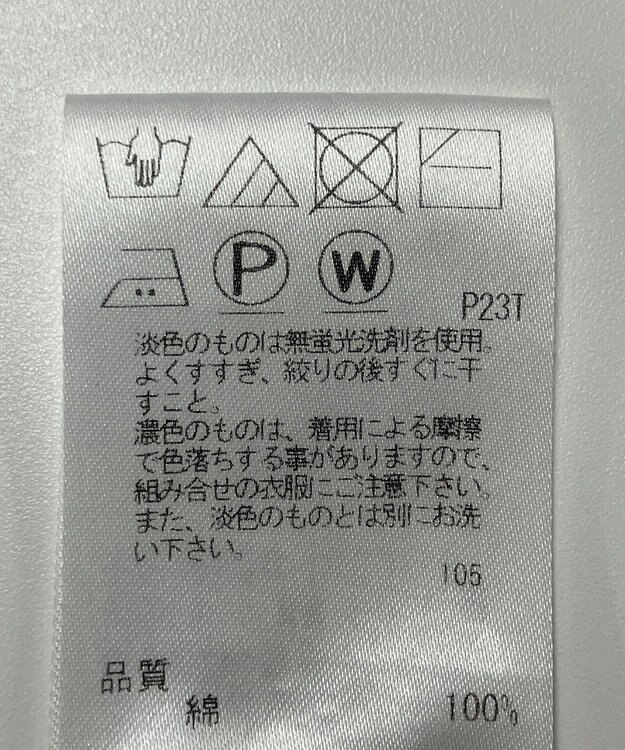 P W P23T
淡色のものは無蛍光洗剤を使用。
よくすすぎ、絞りの後すぐに干
すこと。
濃色のものは、着用による摩擦
で色落ちする事がありますので、
組み合せの衣服にご注意下さい。
また、淡色のものとは別にお洗
い下さい。
105
品質
綿 100%